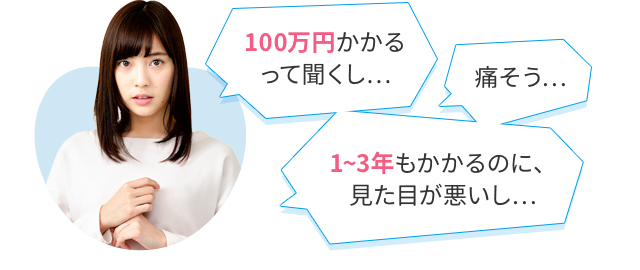 100万円かかる
って聞くし…
痛そう…
1~3年もかかるのに、
見た目が悪いし…